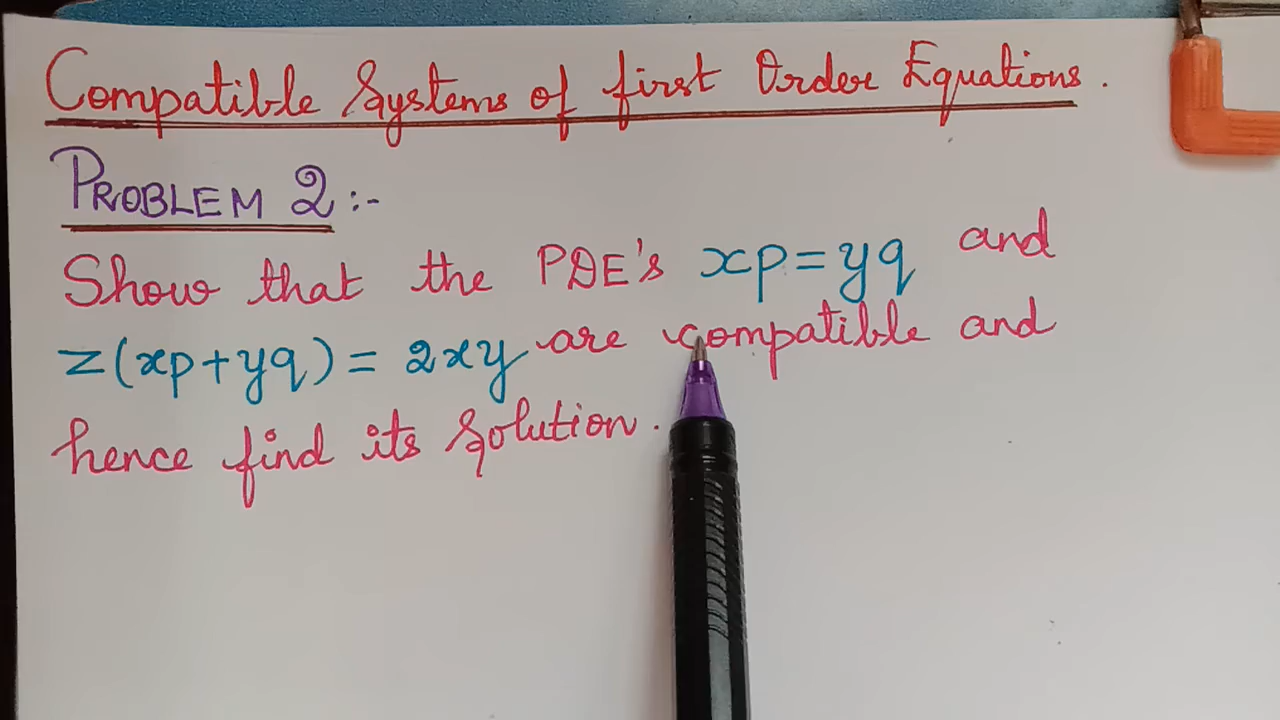 Compatible Systems of first Order Equations.
PROBLEM 2:-
Show that the PDE's xp=yq and
z(xp+yq)= 2xy are compatible and
hence find its solution.